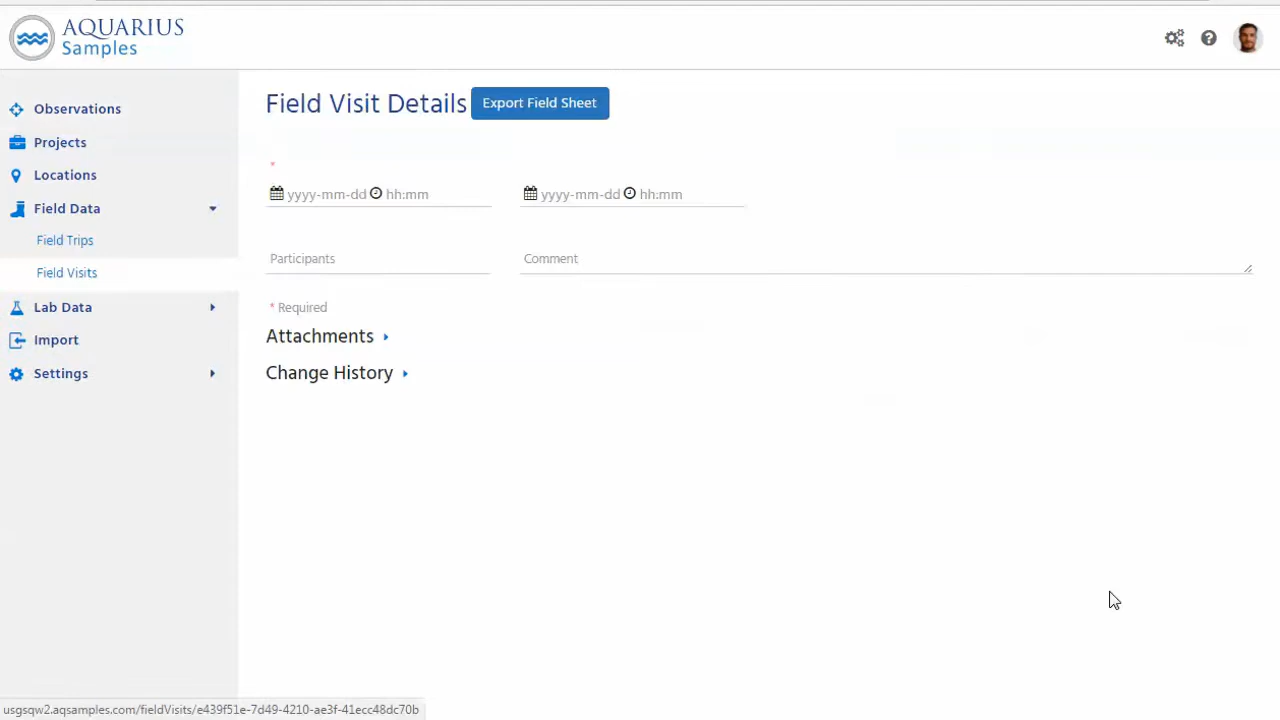 AQUARIUS
Samples
Observations
Projects
Locations
Field Data
Field Trips
Field Visits
Lab Data
Import
Settings
Field Visit Details
Export Field Sheet
*
yyyy-mm-dd hh:mm
yyyy-mm-dd hh:mm
Participants
Comment
* Required
Attachments
Change History
usgsqw2.aqsamples.com/fieldVisits/e439f51e-7d49-4210-ae3f-41ecc48dc70b